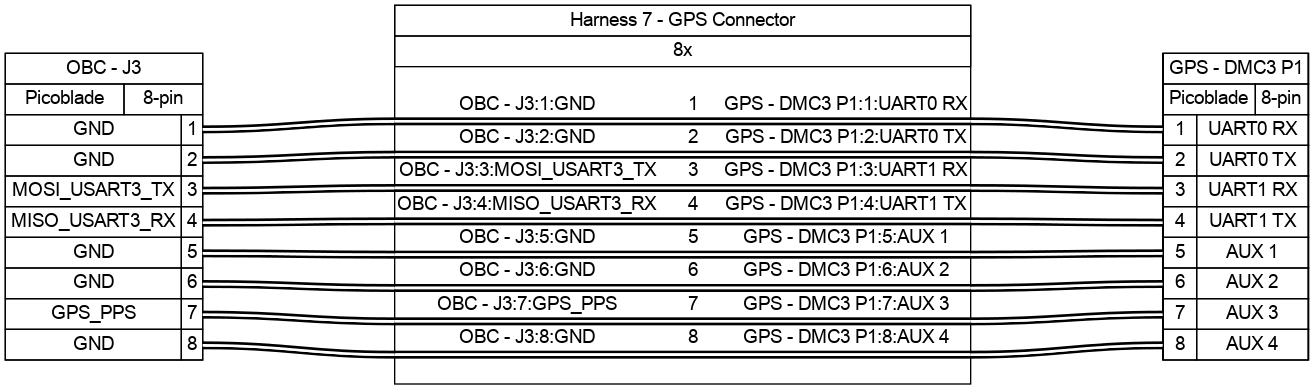 Harness 7 - GPS Connector
8x
OBC - J3
Picoblade 8-pin
GND 1
GND 2
MOSI_USART3_TX 3
MISO_USART3_RX 4
GND 5
GND 6
GPS_PPS 7
GND 8
OBC - J3:1:GND 1 GPS - DMC3 P1:1:UART0 RX
OBC - J3:2:GND 2 GPS - DMC3 P1:2:UART0 TX
OBC - J3:3:MOSI_USART3_TX 3 GPS - DMC3 P1:3:UART1 RX
OBC - J3:4:MISO_USART3_RX 4 GPS - DMC3 P1:4:UART1 TX
OBC - J3:5:GND 5 GPS - DMC3 P1:5:AUX 1
OBC - J3:6:GND 6 GPS - DMC3 P1:6:AUX 2
OBC - J3:7:GPS_PPS 7 GPS - DMC3 P1:7:AUX 3
OBC - J3:8:GND 8 GPS - DMC3 P1:8:AUX 4
GPS - DMC3 P1
Picoblade 8-pin
1 UART0 RX
2 UART0 TX
3 UART1 RX
4 UART1 TX
5 AUX 1
6 AUX 2
7 AUX 3
8 AUX 4